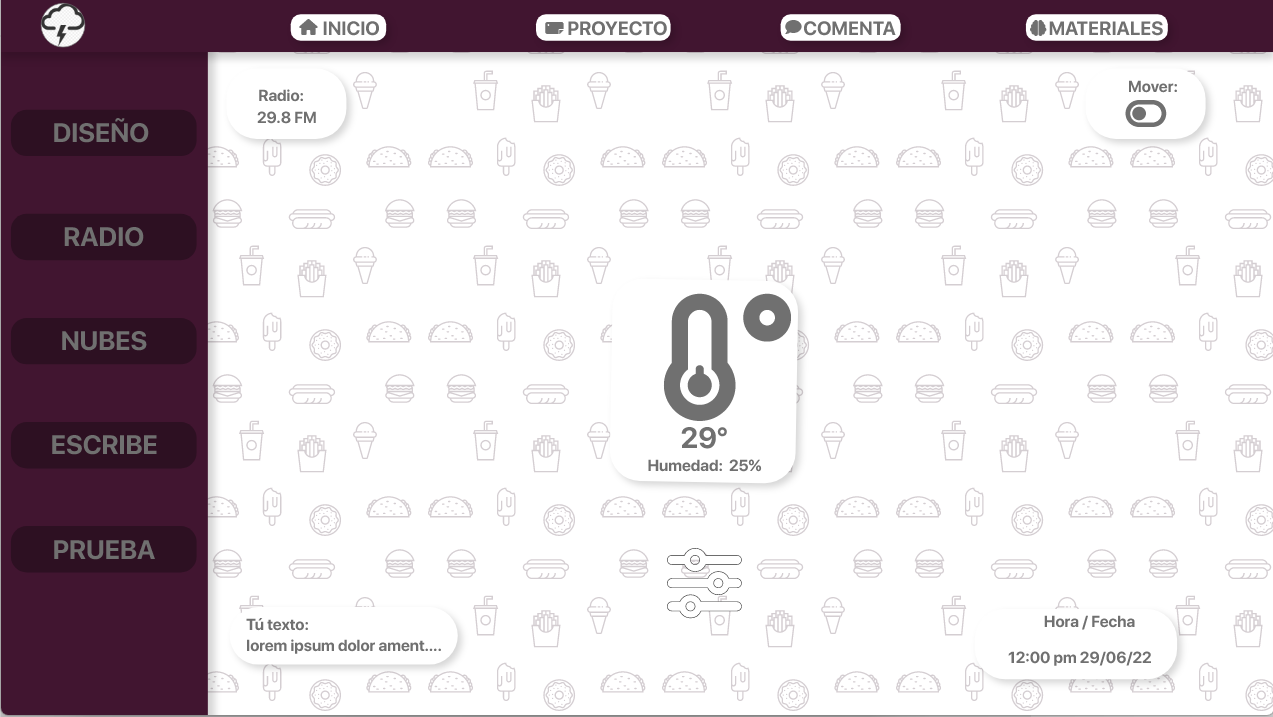 INICIO
PROYECTO
COMENTA
MATERIALES
DISEÑO
RADIO
NUBES
ESCRIBE
PRUEBA
Radio:
29.8 FM
Mover:
29°
Humedad: 25%
Tú texto:
lorem ipsum dolor ament....
Hora / Fecha
12:00 pm 29/06/22